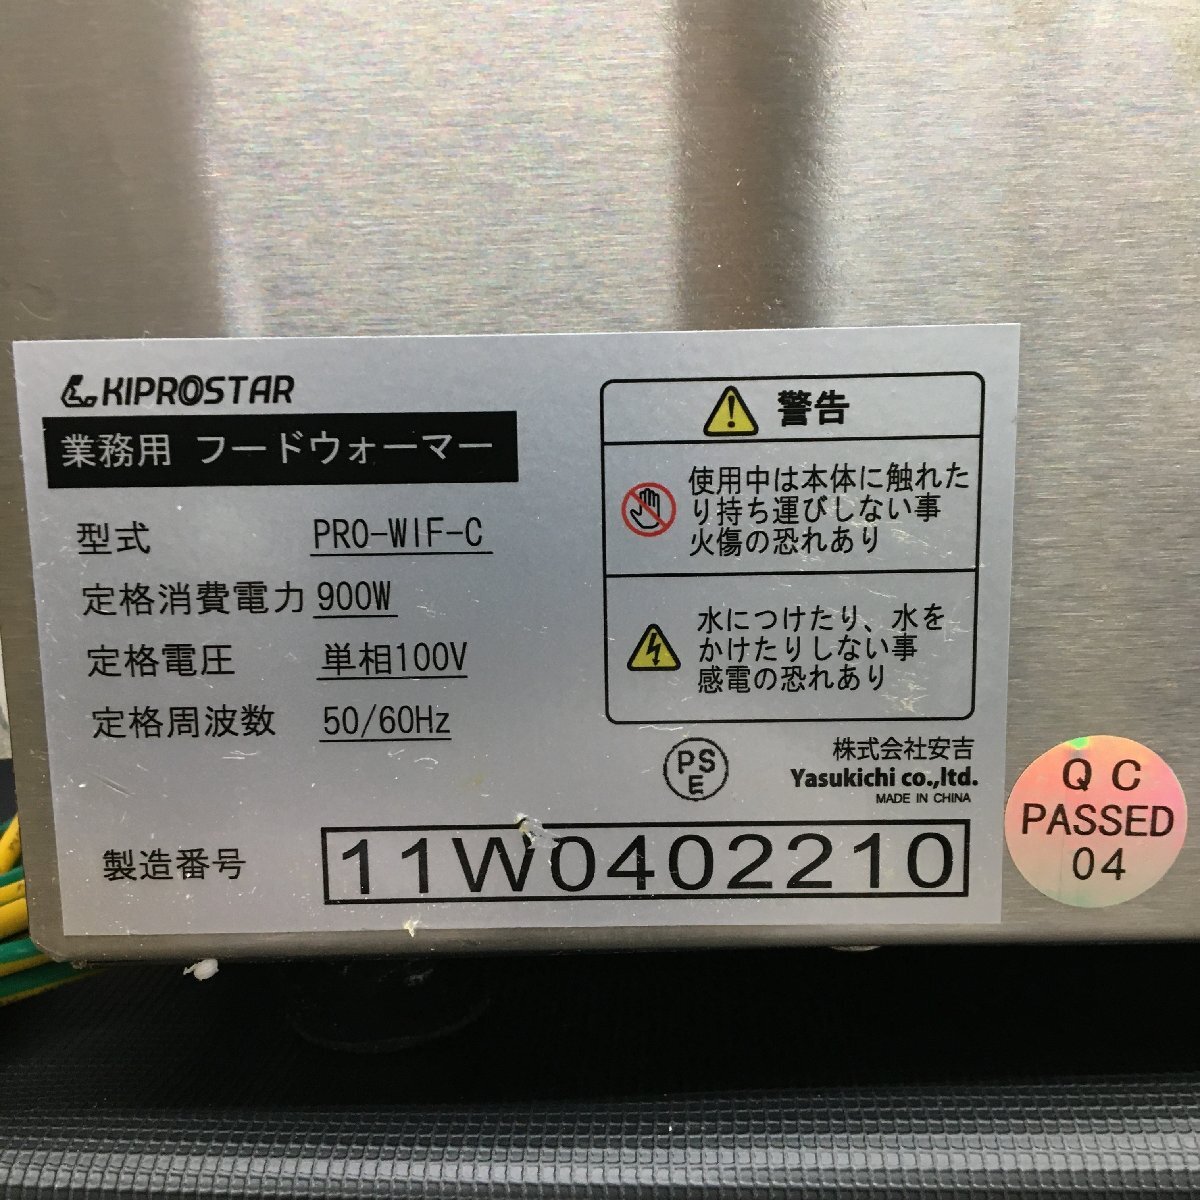 KIPROSTAR
業務用 フードウォーマー
型式 PRO-WIF-C
定格消費電力 900W
定格電圧 単相100V
定格周波数 50/60Hz
製造番号 11W0402210
警告
使用中は本体に触れた
り持ち運びしない事
火傷の恐れあり
水につけたり、水を
かけたりしない事
感電の恐れあり
PS
E
株式会社安吉
Yasukichi co.,ltd.
MADE IN CHINA
QC
PASSED
04